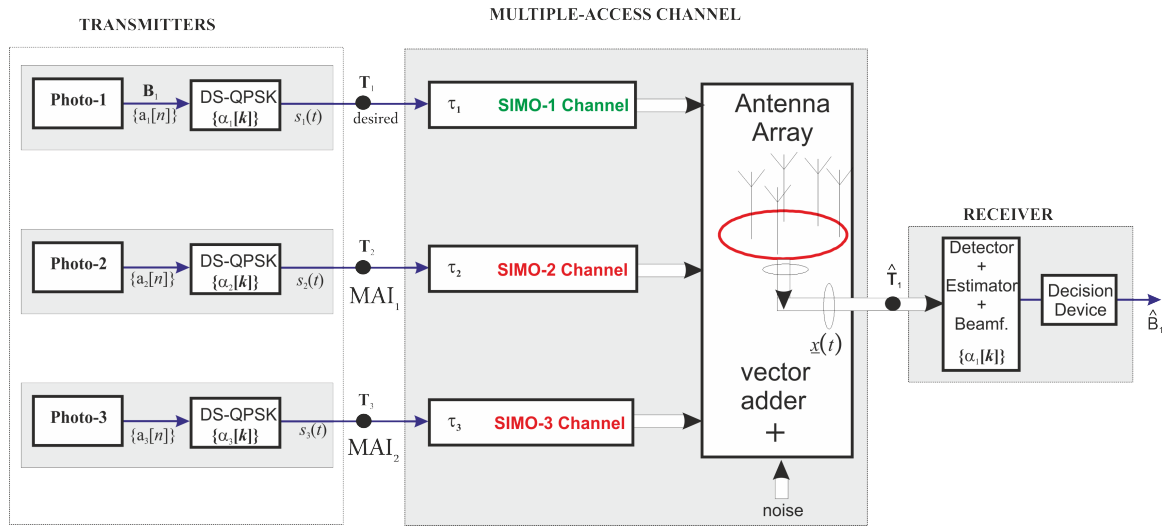 TRANSMITTERS
MULTIPLE-ACCESS CHANNEL
Photo-1
B₁
{a₁[n]}
DS-QPSK
{α₁[k]}
s₁(t)
T₁
desired
τ₁
SIMO-1 Channel
Photo-2
{a₂[n]}
DS-QPSK
{α₂[k]}
s₂(t)
T₂
MAI₁
τ₂
SIMO-2 Channel
Photo-3
{a₃[n]}
DS-QPSK
{α₃[k]}
s₃(t)
T₃
MAI₂
τ₃
SIMO-3 Channel
Antenna
Array
x(t)
vector
adder
+
noise
T̂₁
RECEIVER
Detector
+
Estimator
+
Beamf.
{α₁[k]}
Decision
Device
B̂₁